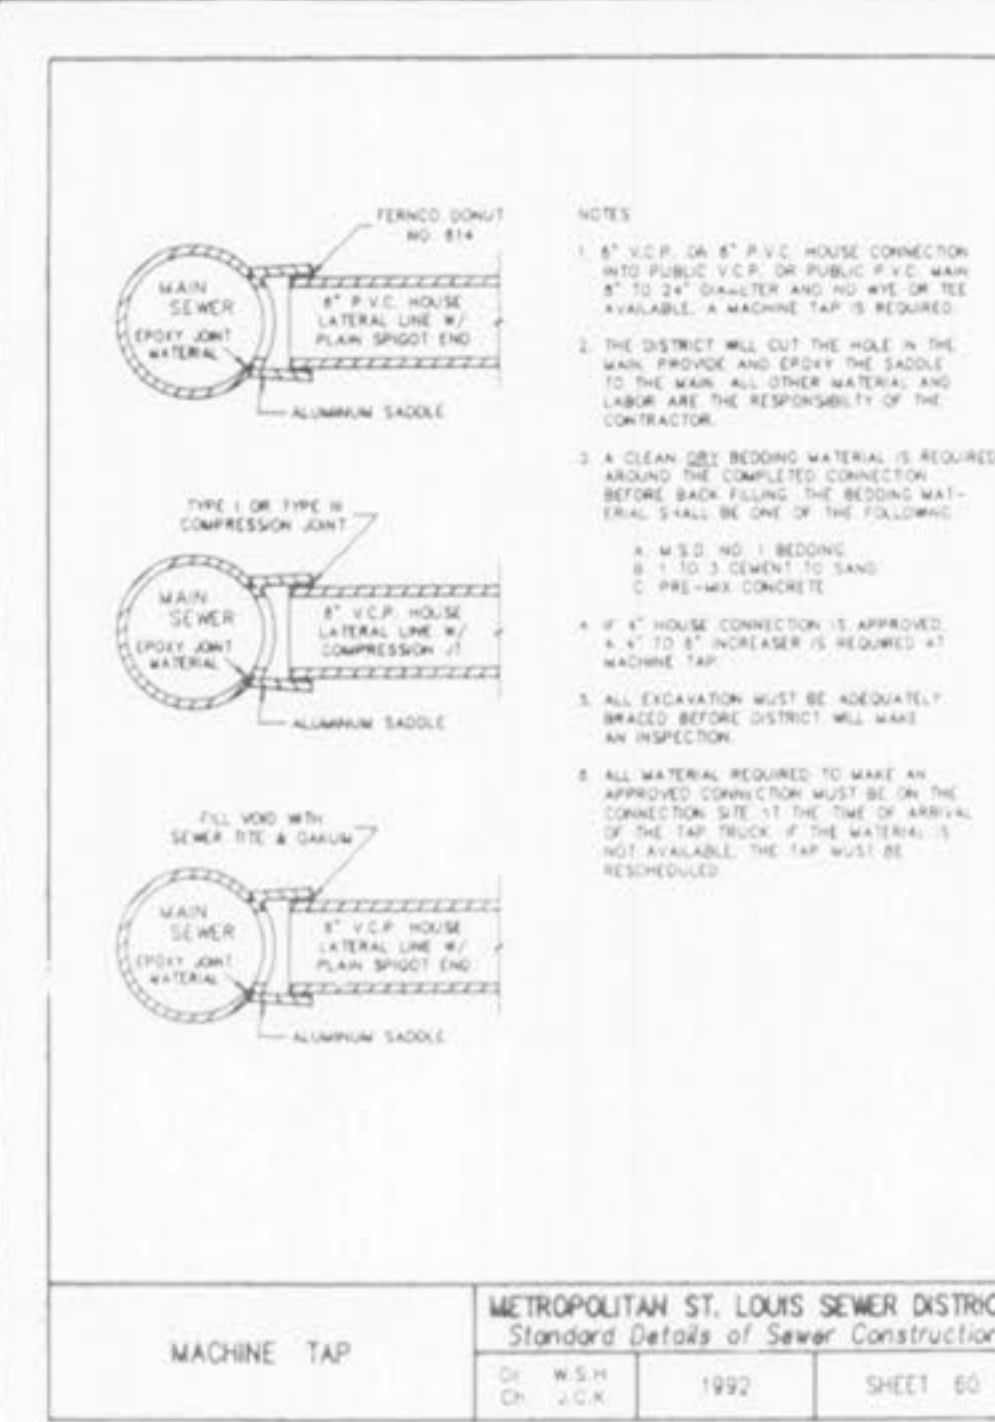 FERNCO DONUT
NO. 614
MAIN
SEWER
EPOXY JOINT
MATERIAL
6" P.V.C. HOUSE
LATERAL LINE W/
PLAIN SPIGOT END
ALUMINUM SADDLE
TYPE I OR TYPE III
COMPRESSION JOINT
MAIN
SEWER
EPOXY JOINT
MATERIAL
6" V.C.P. HOUSE
LATERAL LINE W/
COMPRESSION JT
ALUMINUM SADDLE
FILL VOID WITH
SEWER TITE & OAKUM
MAIN
SEWER
EPOXY JOINT
MATERIAL
6" V.C.P. HOUSE
LATERAL LINE W/
PLAIN SPIGOT END
ALUMINUM SADDLE
NOTES
1. 6" V.C.P. OR 6" P.V.C. HOUSE CONNECTION
INTO PUBLIC V.C.P. OR PUBLIC P.V.C. MAIN
8" TO 24" DIAMETER AND NO WYE OR TEE
AVAILABLE, A MACHINE TAP IS REQUIRED.
2. THE DISTRICT WILL CUT THE HOLE IN THE
MAIN, PROVIDE AND EPOXY THE SADDLE
TO THE MAIN. ALL OTHER MATERIAL AND
LABOR ARE THE RESPONSIBILTY OF THE
CONTRACTOR.
3. A CLEAN DRY BEDDING MATERIAL IS REQUIRED
AROUND THE COMPLETED CONNECTION
BEFORE BACK FILLING. THE BEDDING MAT-
ERIAL SHALL BE ONE OF THE FOLLOWING
A. M.S.D. NO. 1 BEDDING
B. 1 TO 3 CEMENT TO SAND
C. PRE-MIX CONCRETE
4. IF 4" HOUSE CONNECTION IS APPROVED,
A 4" TO 6" INCREASER IS REQUIRED AT
MACHINE TAP.
5. ALL EXCAVATION MUST BE ADEQUATELY
BRACED BEFORE DISTRICT WILL MAKE
AN INSPECTION.
6. ALL MATERIAL REQUIRED TO MAKE AN
APPROVED CONNECTION MUST BE ON THE
CONNECTION SITE AT THE TIME OF ARRIVAL
OF THE TAP TRUCK. IF THE MATERIAL IS
NOT AVAILABLE, THE TAP MUST BE
RESCHEDULED
MACHINE TAP
METROPOLITAN ST. LOUIS SEWER DISTRIC
Standard Details of Sewer Construction
Dr. W.S.H
Ch. J.C.K
1992
SHEET 60